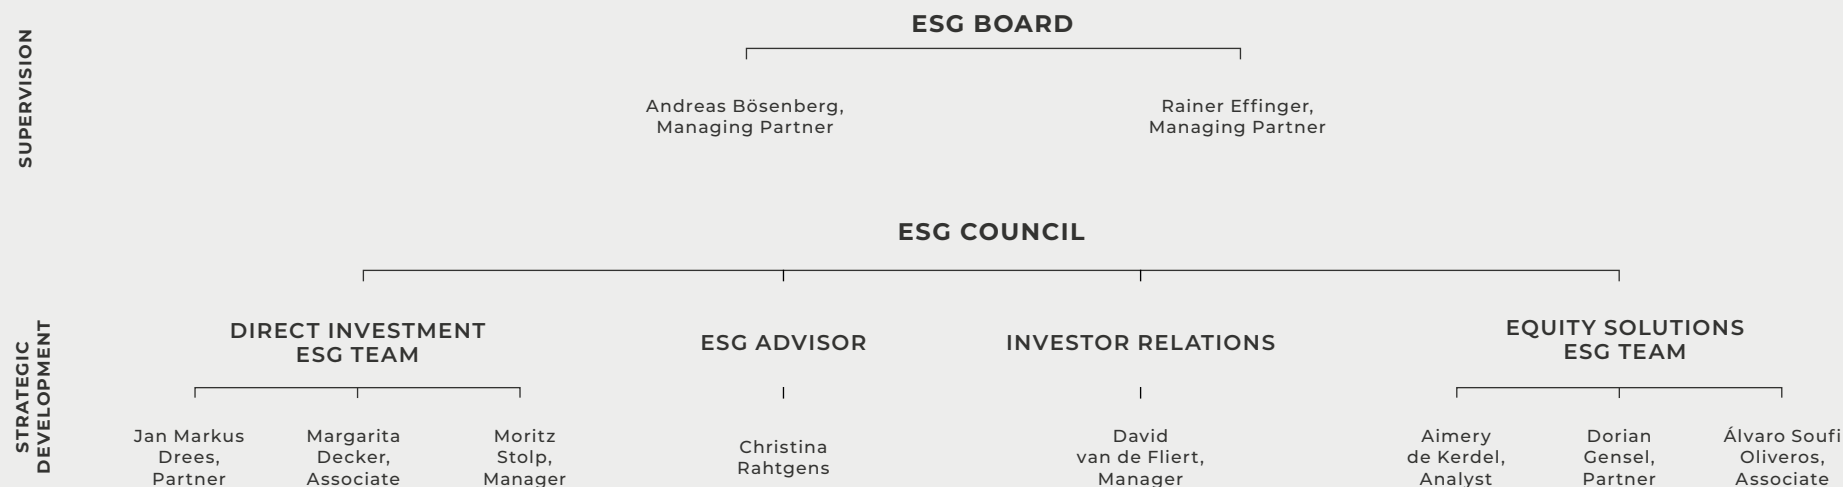 SUPERVISION
ESG BOARD
Andreas Bösenberg,
Managing Partner
Rainer Effinger,
Managing Partner
STRATEGIC
DEVELOPMENT
ESG COUNCIL
DIRECT INVESTMENT
ESG TEAM
Jan Markus
Drees,
Partner
Margarita
Decker,
Associate
Moritz
Stolp,
Manager
ESG ADVISOR
Christina
Rahtgens
INVESTOR RELATIONS
David
van de Fliert,
Manager
EQUITY SOLUTIONS
ESG TEAM
Aimery
de Kerdel,
Analyst
Dorian
Gensel,
Partner
Álvaro Soufi
Oliveros,
Associate